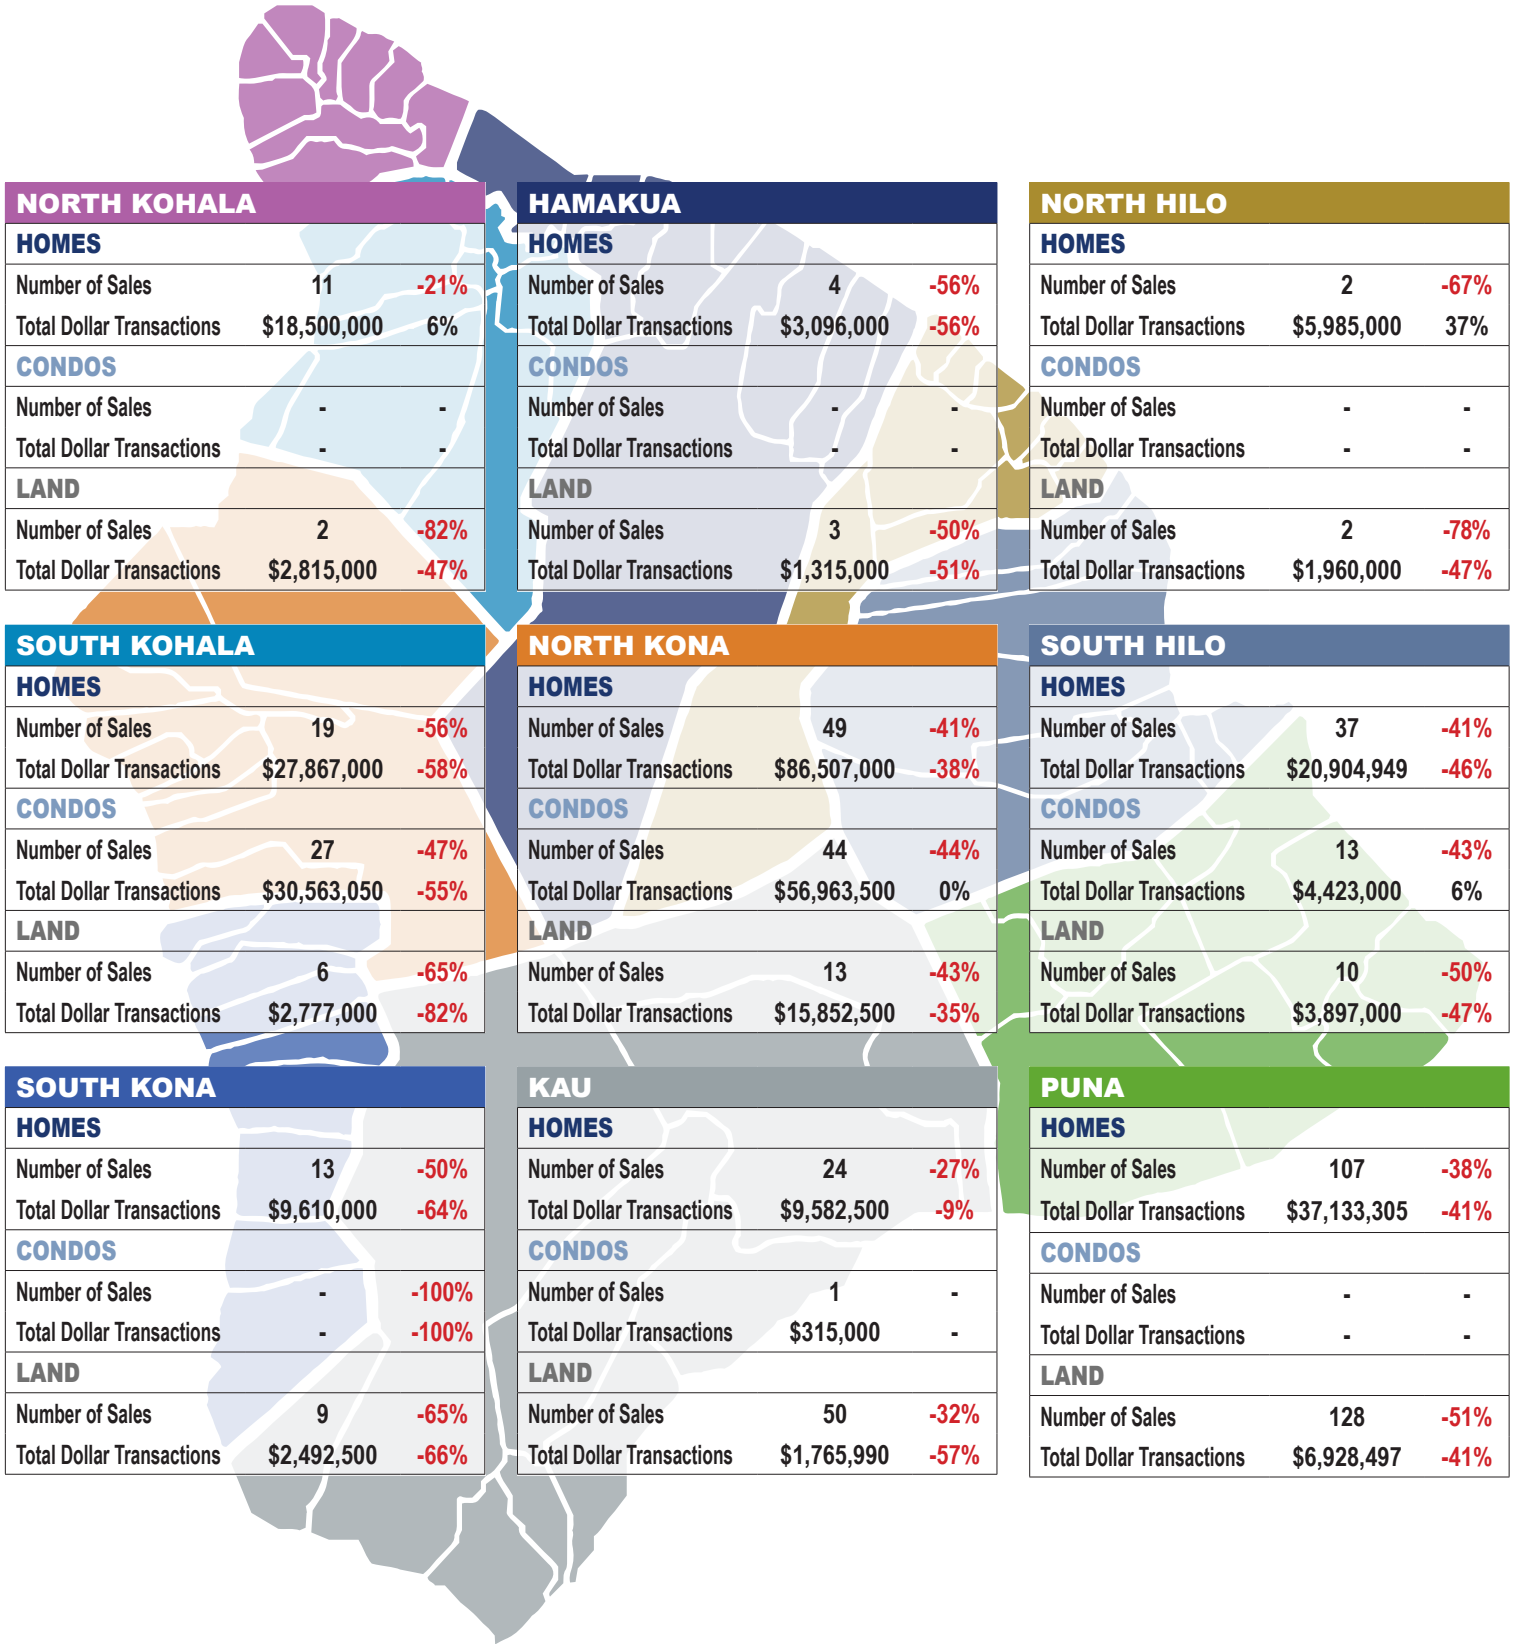 NORTH KOHALA
HOMES
Number of Sales 11 -21%
Total Dollar Transactions $18,500,000 6%
CONDOS
Number of Sales - -
Total Dollar Transactions - -
LAND
Number of Sales 2 -82%
Total Dollar Transactions $2,815,000 -47%
HAMAKUA
HOMES
Number of Sales 4 -56%
Total Dollar Transactions $3,096,000 -56%
CONDOS
Number of Sales - -
Total Dollar Transactions - -
LAND
Number of Sales 3 -50%
Total Dollar Transactions $1,315,000 -51%
NORTH HILO
HOMES
Number of Sales 2 -67%
Total Dollar Transactions $5,985,000 37%
CONDOS
Number of Sales - -
Total Dollar Transactions - -
LAND
Number of Sales 2 -78%
Total Dollar Transactions $1,960,000 -47%
SOUTH KOHALA
HOMES
Number of Sales 19 -56%
Total Dollar Transactions $27,867,000 -58%
CONDOS
Number of Sales 27 -47%
Total Dollar Transactions $30,563,050 -55%
LAND
Number of Sales 6 -65%
Total Dollar Transactions $2,777,000 -82%
NORTH KONA
HOMES
Number of Sales 49 -41%
Total Dollar Transactions $86,507,000 -38%
CONDOS
Number of Sales 44 -44%
Total Dollar Transactions $56,963,500 0%
LAND
Number of Sales 13 -43%
Total Dollar Transactions $15,852,500 -35%
SOUTH HILO
HOMES
Number of Sales 37 -41%
Total Dollar Transactions $20,904,949 -46%
CONDOS
Number of Sales 13 -43%
Total Dollar Transactions $4,423,000 6%
LAND
Number of Sales 10 -50%
Total Dollar Transactions $3,897,000 -47%
SOUTH KONA
HOMES
Number of Sales 13 -50%
Total Dollar Transactions $9,610,000 -64%
CONDOS
Number of Sales - -100%
Total Dollar Transactions - -100%
LAND
Number of Sales 9 -65%
Total Dollar Transactions $2,492,500 -66%
KAU
HOMES
Number of Sales 24 -27%
Total Dollar Transactions $9,582,500 -9%
CONDOS
Number of Sales 1 -
Total Dollar Transactions $315,000 -
LAND
Number of Sales 50 -32%
Total Dollar Transactions $1,765,990 -57%
PUNA
HOMES
Number of Sales 107 -38%
Total Dollar Transactions $37,133,305 -41%
CONDOS
Number of Sales - -
Total Dollar Transactions - -
LAND
Number of Sales 128 -51%
Total Dollar Transactions $6,928,497 -41%